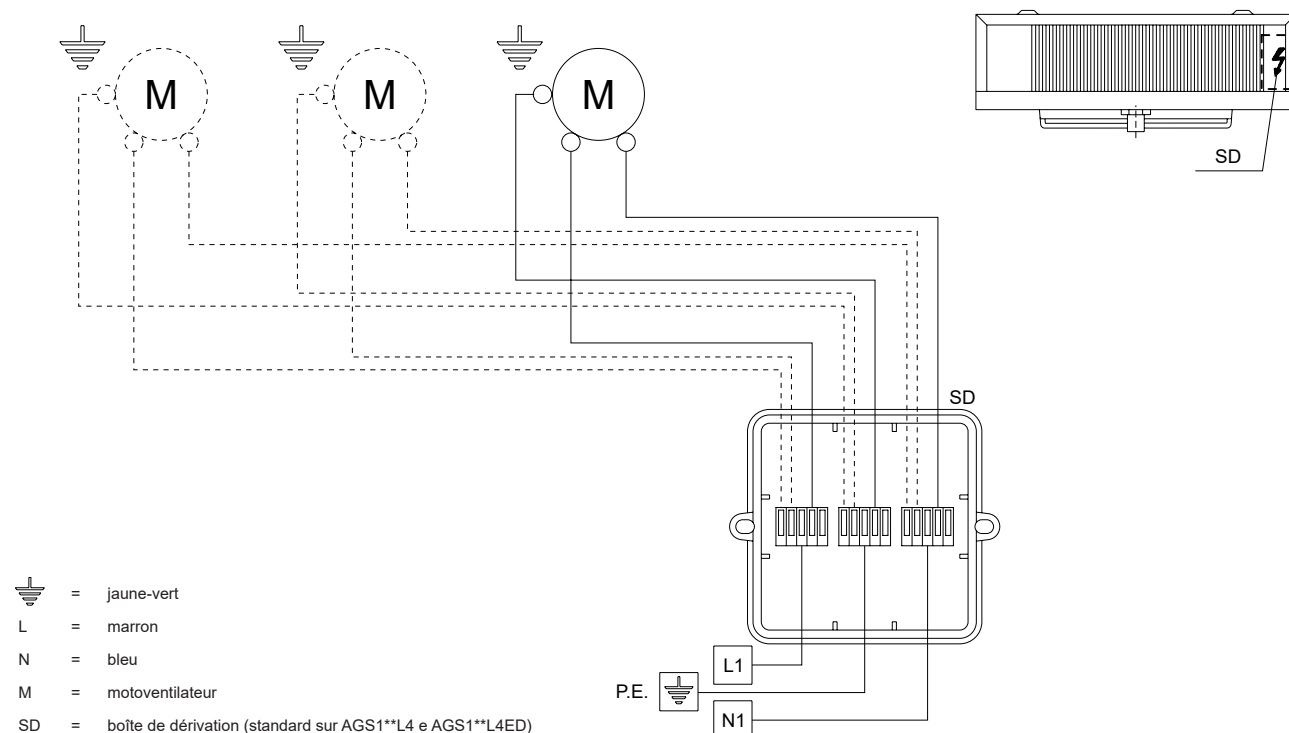 M M M
SD
SD
L1
P.E.
N1
= jaune-vert
L = marron
N = bleu
M = motoventilateur
SD = boîte de dérivation (standard sur AGS1**L4 e AGS1**L4ED)